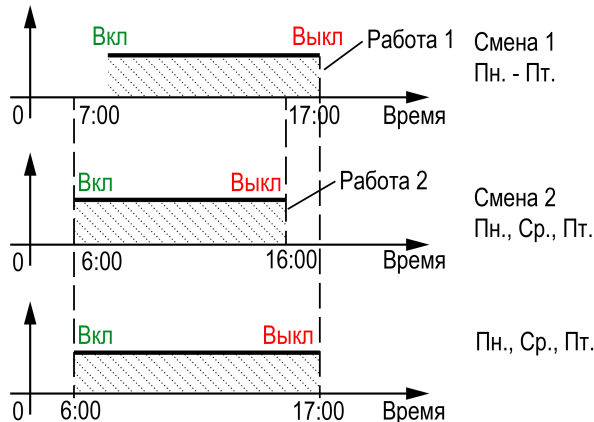 Вкл Выкл Работа 1 Смена 1
Пн. - Пт.
0 7:00 17:00 Время
Вкл Выкл Работа 2 Смена 2
Пн., Ср., Пт.
0 6:00 16:00 Время
Вкл Выкл Пн., Ср., Пт.
0 6:00 17:00 Время